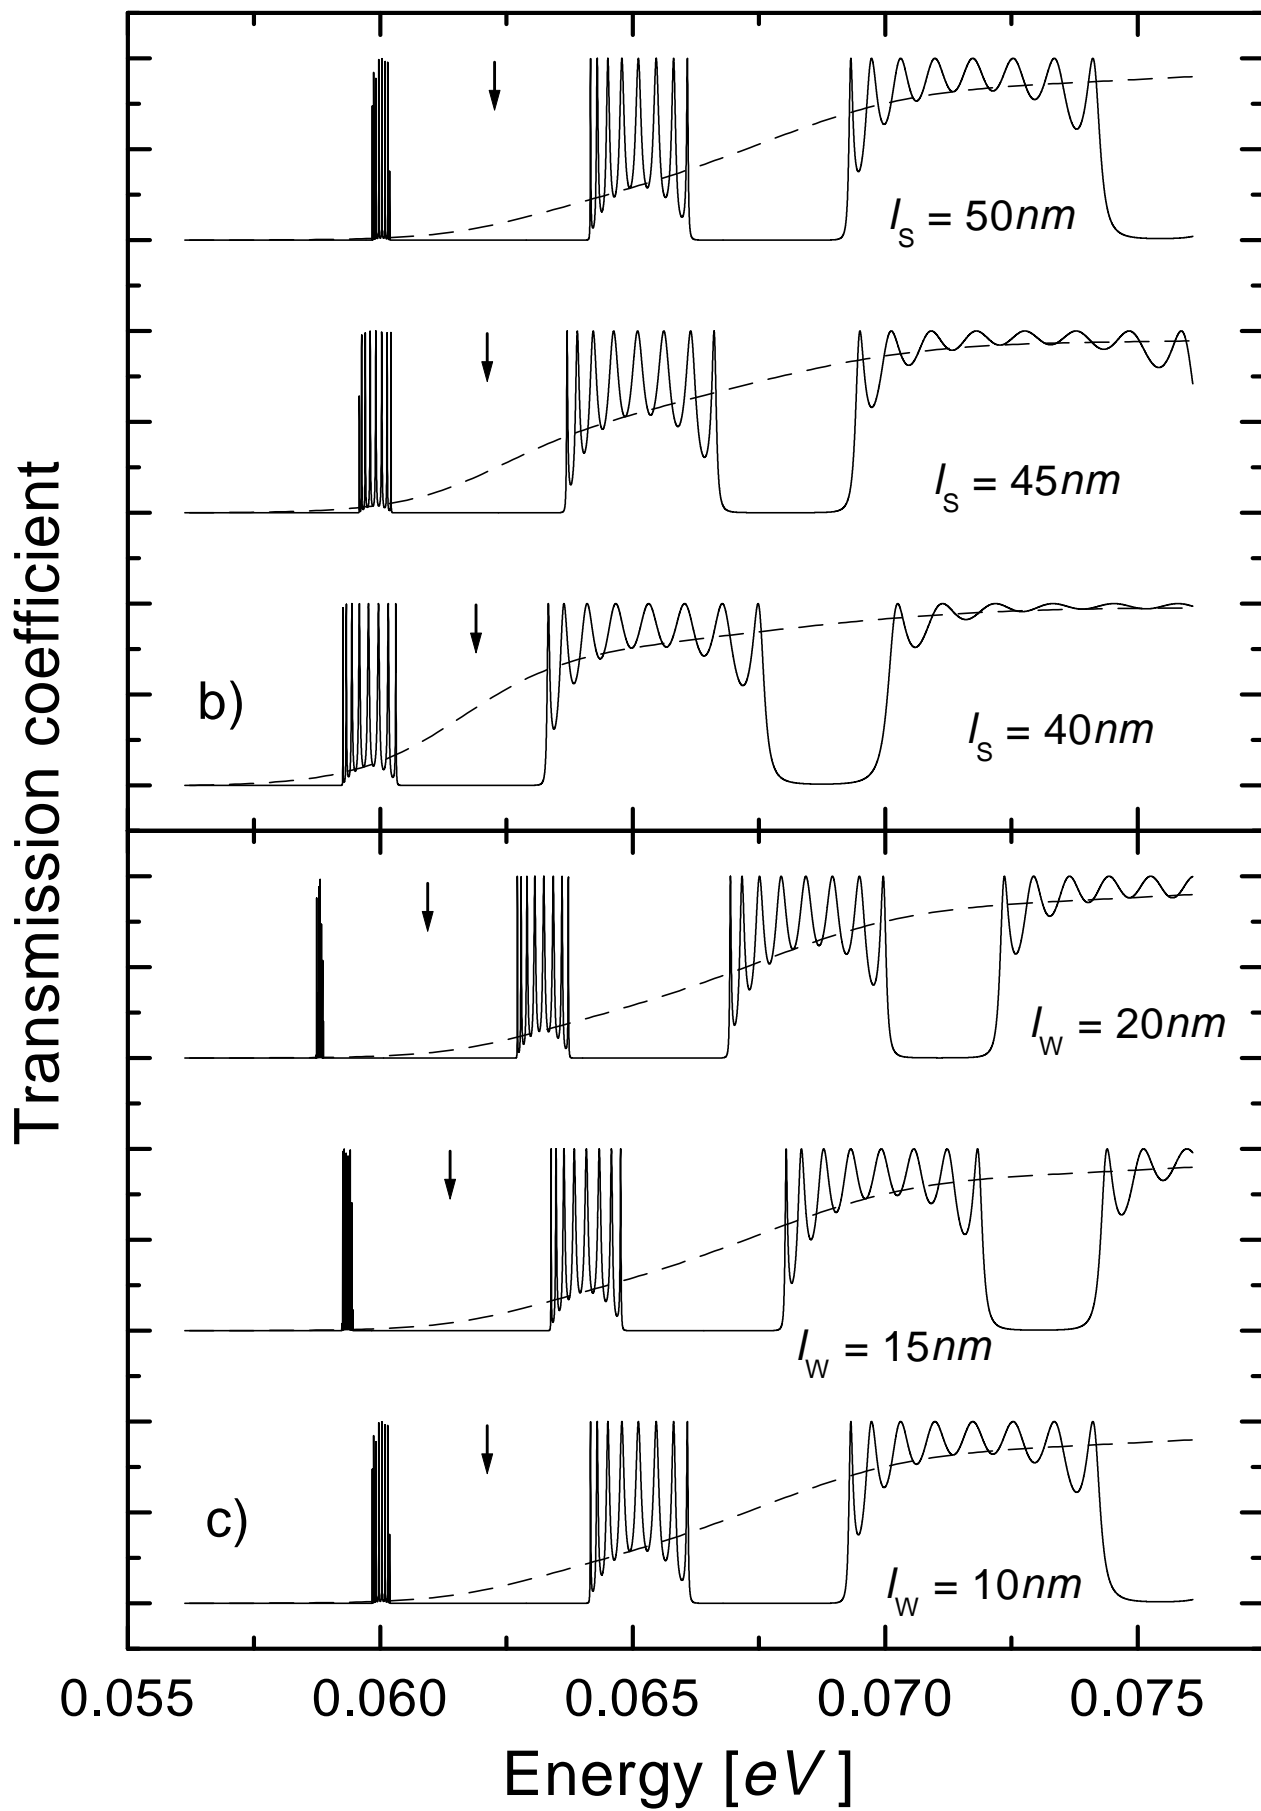 Transmission coefficient
l_S = 50nm
l_S = 45nm
b)
l_S = 40nm
l_W = 20nm
l_W = 15nm
c)
l_W = 10nm
0.055 0.060 0.065 0.070 0.075
Energy [eV]